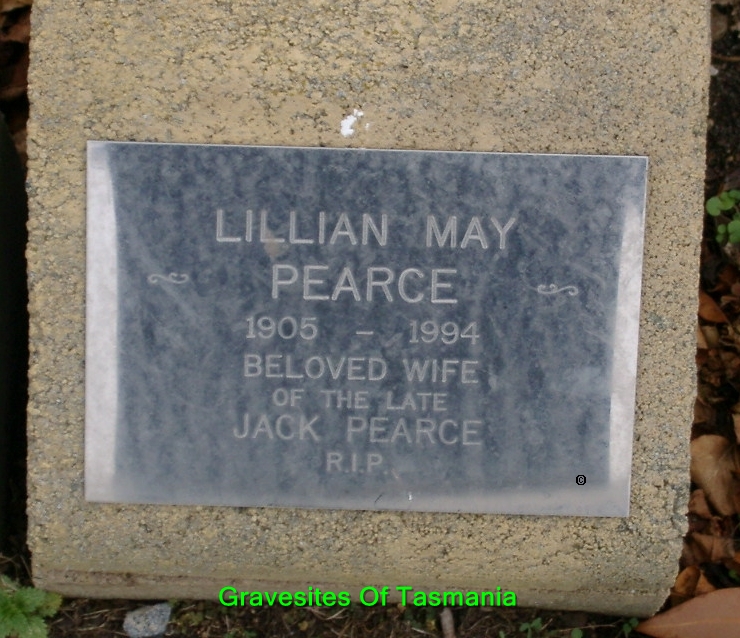 LILLIAN MAY
PEARCE
1905 - 1994
BELOVED WIFE
OF THE LATE
JACK PEARCE
R.I.P.
©
Gravesites Of Tasmania